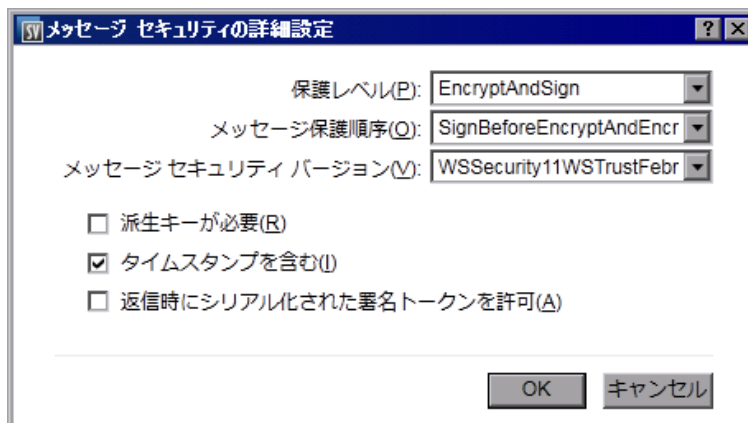 SV メッセージ セキュリティの詳細設定 ? X
保護レベル(P): EncryptAndSign
メッセージ保護順序(O): SignBeforeEncryptAndEncr
メッセージ セキュリティ バージョン(V): WSSecurity11WSTrustFebr
派生キーが必要(R)
タイムスタンプを含む(I)
返信時にシリアル化された署名トークンを許可(A)
OK キャンセル